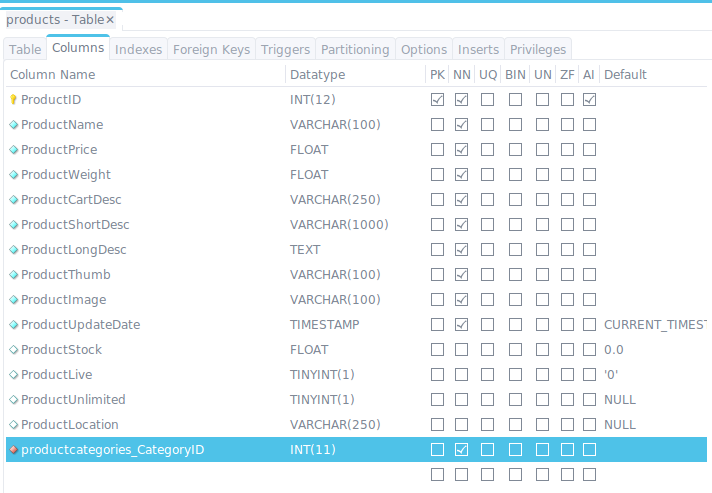 products - Table×
Table Columns Indexes Foreign Keys Triggers Partitioning Options Inserts Privileges
Column Name Datatype PK NN UQ BIN UN ZF AI Default
ProductID INT(12)
ProductName VARCHAR(100)
ProductPrice FLOAT
ProductWeight FLOAT
ProductCartDesc VARCHAR(250)
ProductShortDesc VARCHAR(1000)
ProductLongDesc TEXT
ProductThumb VARCHAR(100)
ProductImage VARCHAR(100)
ProductUpdateDate TIMESTAMP CURRENT_TIMEST
ProductStock FLOAT 0.0
ProductLive TINYINT(1) '0'
ProductUnlimited TINYINT(1) NULL
ProductLocation VARCHAR(250) NULL
productcategories_CategoryID INT(11)